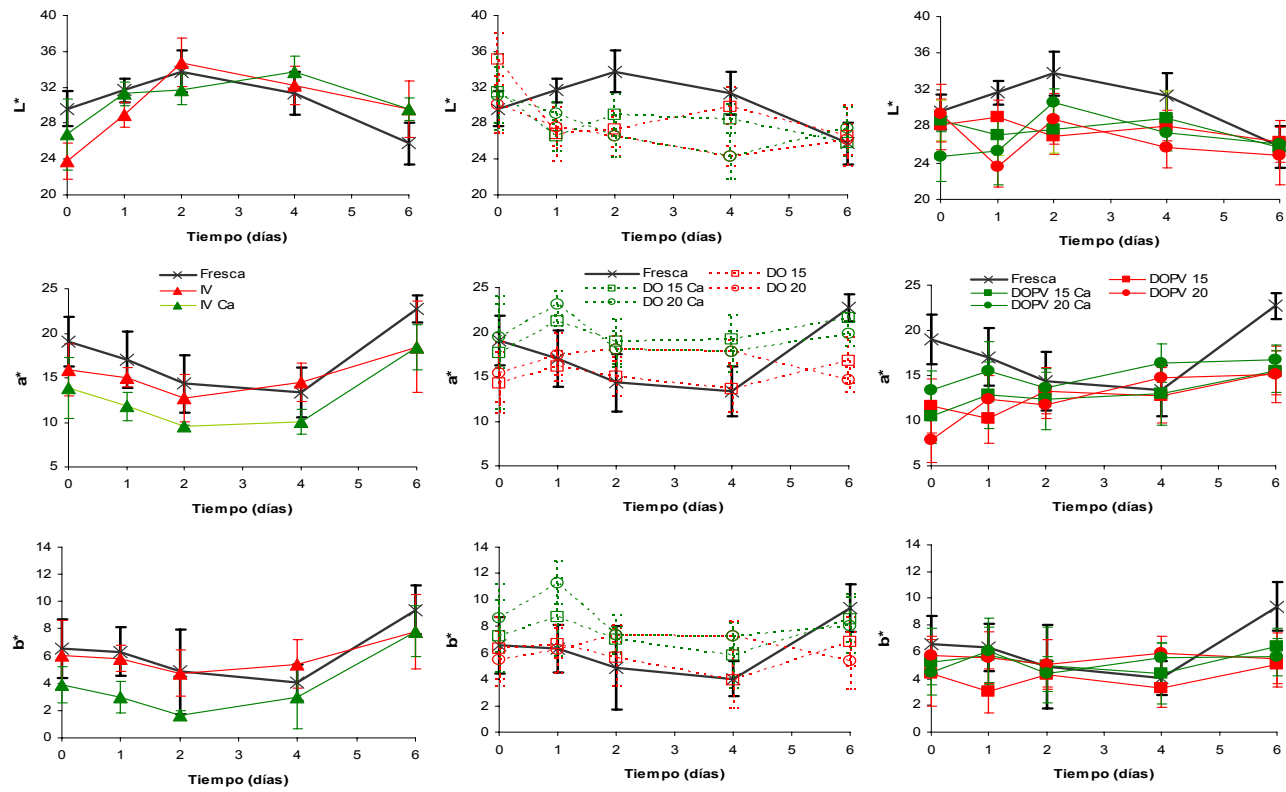 40
36
32
28
24
20
L*
0 1 2 3 4 5 6
Tiempo (días)
40
36
32
28
24
20
L*
0 1 2 3 4 5 6
Tiempo (días)
40
36
32
28
24
20
L*
0 1 2 3 4 5 6
Tiempo (días)
Fresca
IV
IV Ca
25
20
15
10
5
a*
0 1 2 3 4 5 6
Tiempo (días)
Fresca DO 15
DO 15 Ca DO 20
DO 20 Ca
25
20
15
10
5
a*
0 1 2 3 4 5 6
Tiempo (días)
Fresca DOPV 15
DOPV 15 Ca DOPV 20
DOPV 20 Ca
25
20
15
10
5
a*
0 1 2 3 4 5 6
Tiempo (días)
14
12
10
8
6
4
2
0
b*
0 1 2 3 4 5 6
Tiempo (días)
14
12
10
8
6
4
2
0
b*
0 1 2 3 4 5 6
Tiempo (días)
14
12
10
8
6
4
2
0
b*
0 1 2 3 4 5 6
Tiempo (días)